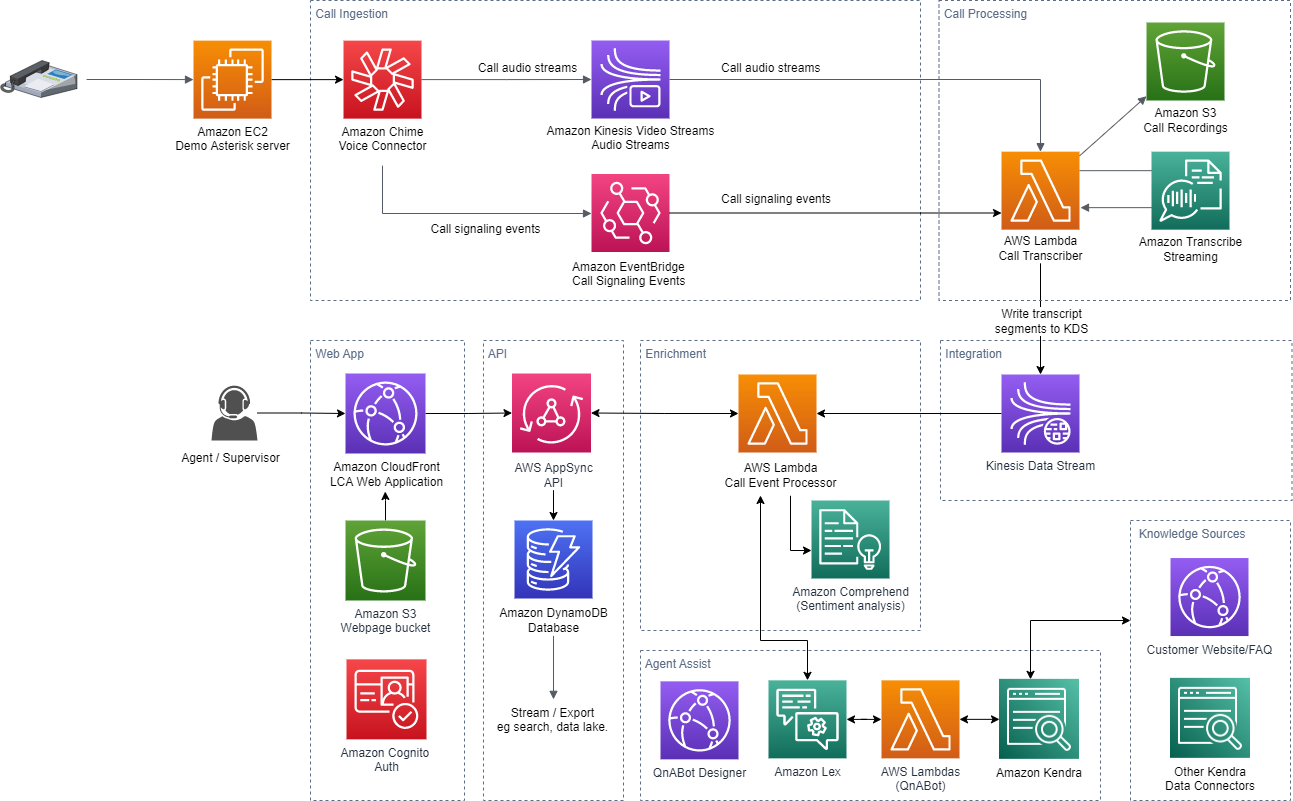 Call Ingestion
Call Processing
Amazon EC2
Demo Asterisk server
Amazon Chime
Voice Connector
Call audio streams
Amazon Kinesis Video Streams
Audio Streams
Call audio streams
Call signaling events
Amazon EventBridge
Call Signaling Events
Call signaling events
Amazon S3
Call Recordings
AWS Lambda
Call Transcriber
Amazon Transcribe
Streaming
Write transcript
segments to KDS
Web App
API
Enrichment
Integration
Agent / Supervisor
Amazon CloudFront
LCA Web Application
AWS AppSync
API
AWS Lambda
Call Event Processor
Kinesis Data Stream
Amazon S3
Webpage bucket
Amazon DynamoDB
Database
Amazon Comprehend
(Sentiment analysis)
Amazon Cognito
Auth
Stream / Export
eg search, data lake.
Agent Assist
QnABot Designer
Amazon Lex
AWS Lambdas
(QnABot)
Amazon Kendra
Knowledge Sources
Customer Website/FAQ
Other Kendra
Data Connectors